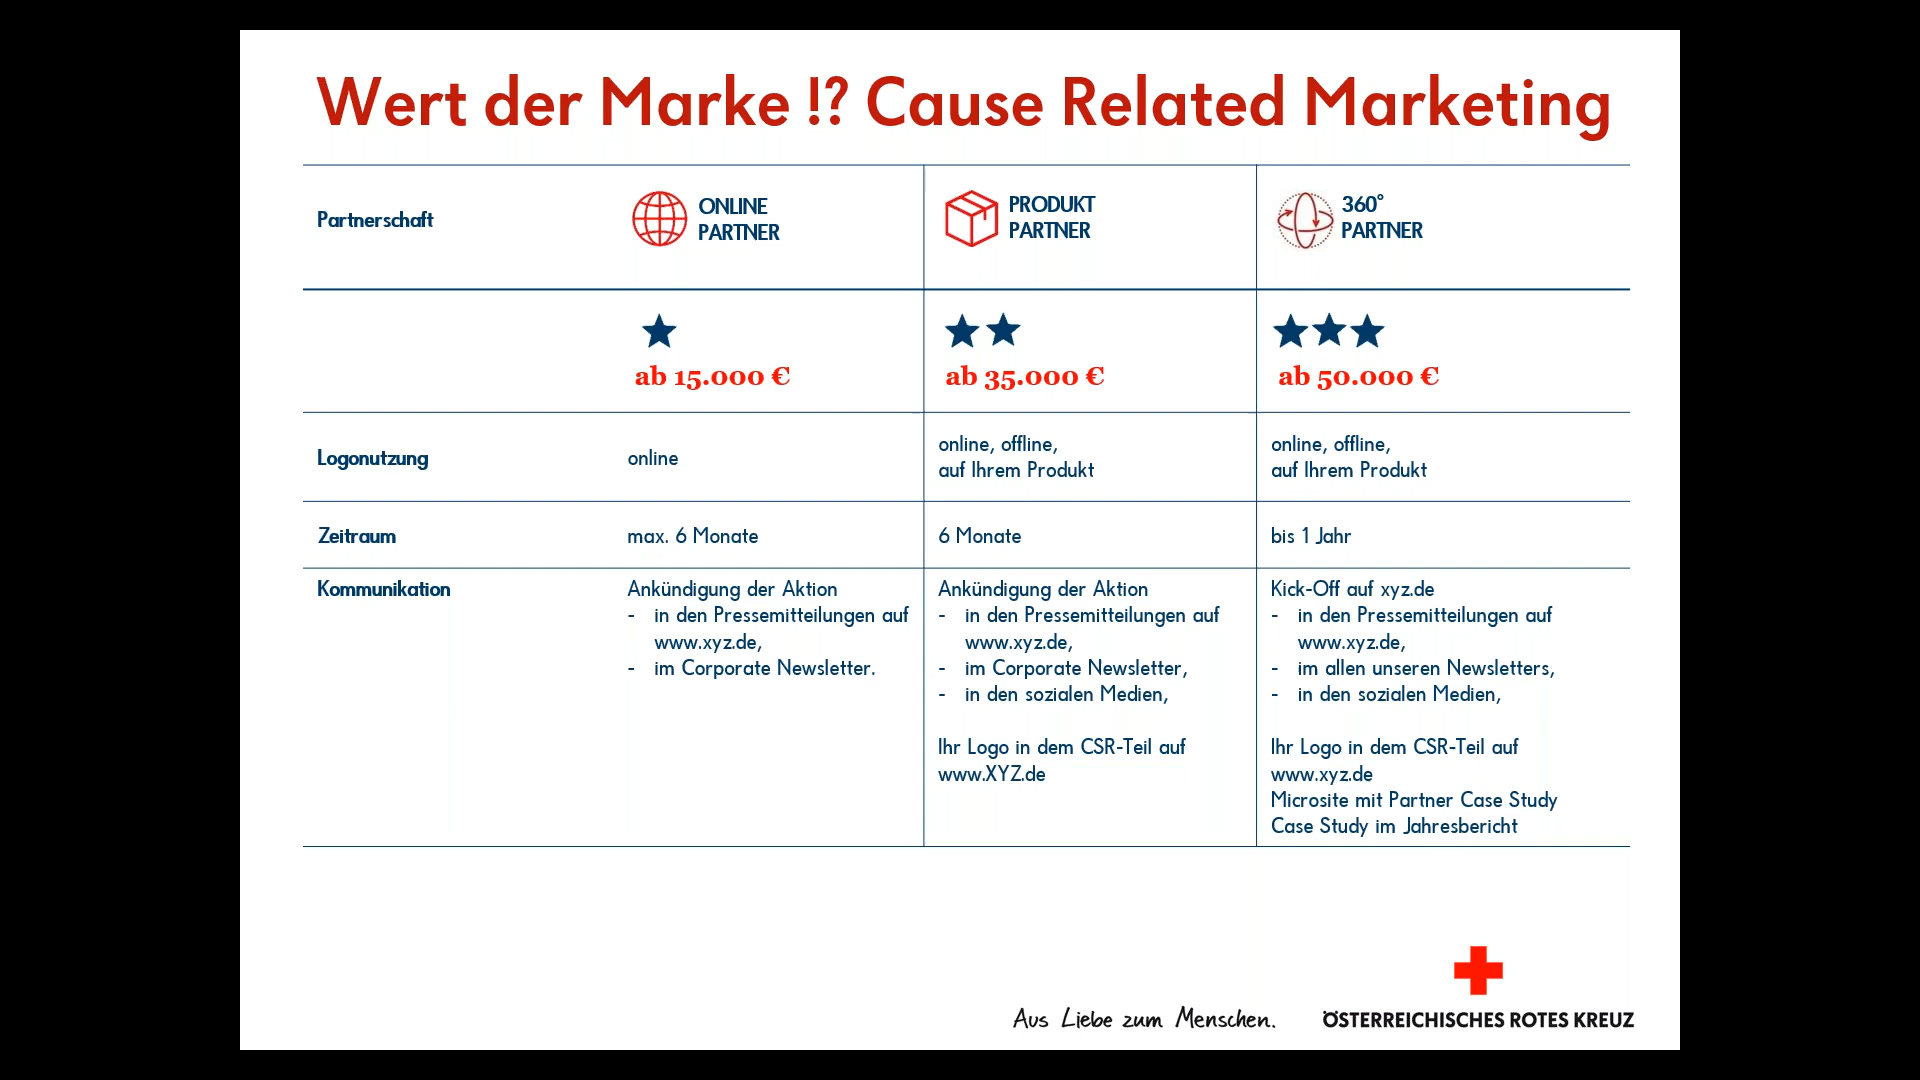 Wert der Marke !? Cause Related Marketing
Partnerschaft
ONLINE
PARTNER
PRODUKT
PARTNER
360°
PARTNER
ab 15.000 €
ab 35.000 €
ab 50.000 €
Logonutzung
online
online, offline,
auf Ihrem Produkt
online, offline,
auf Ihrem Produkt
Zeitraum
max. 6 Monate
6 Monate
bis 1 Jahr
Kommunikation
Ankündigung der Aktion
- in den Pressemitteilungen auf
www.xyz.de,
- im Corporate Newsletter.
Ankündigung der Aktion
- in den Pressemitteilungen auf
www.xyz.de,
- im Corporate Newsletter,
- in den sozialen Medien,
Ihr Logo in dem CSR-Teil auf
www.XYZ.de
Kick-Off auf xyz.de
- in den Pressemitteilungen auf
www.xyz.de,
- im allen unseren Newsletters,
- in den sozialen Medien,
Ihr Logo in dem CSR-Teil auf
www.xyz.de
Microsite mit Partner Case Study
Case Study im Jahresbericht
Aus Liebe zum Menschen.
ÖSTERREICHISCHES ROTES KREUZ